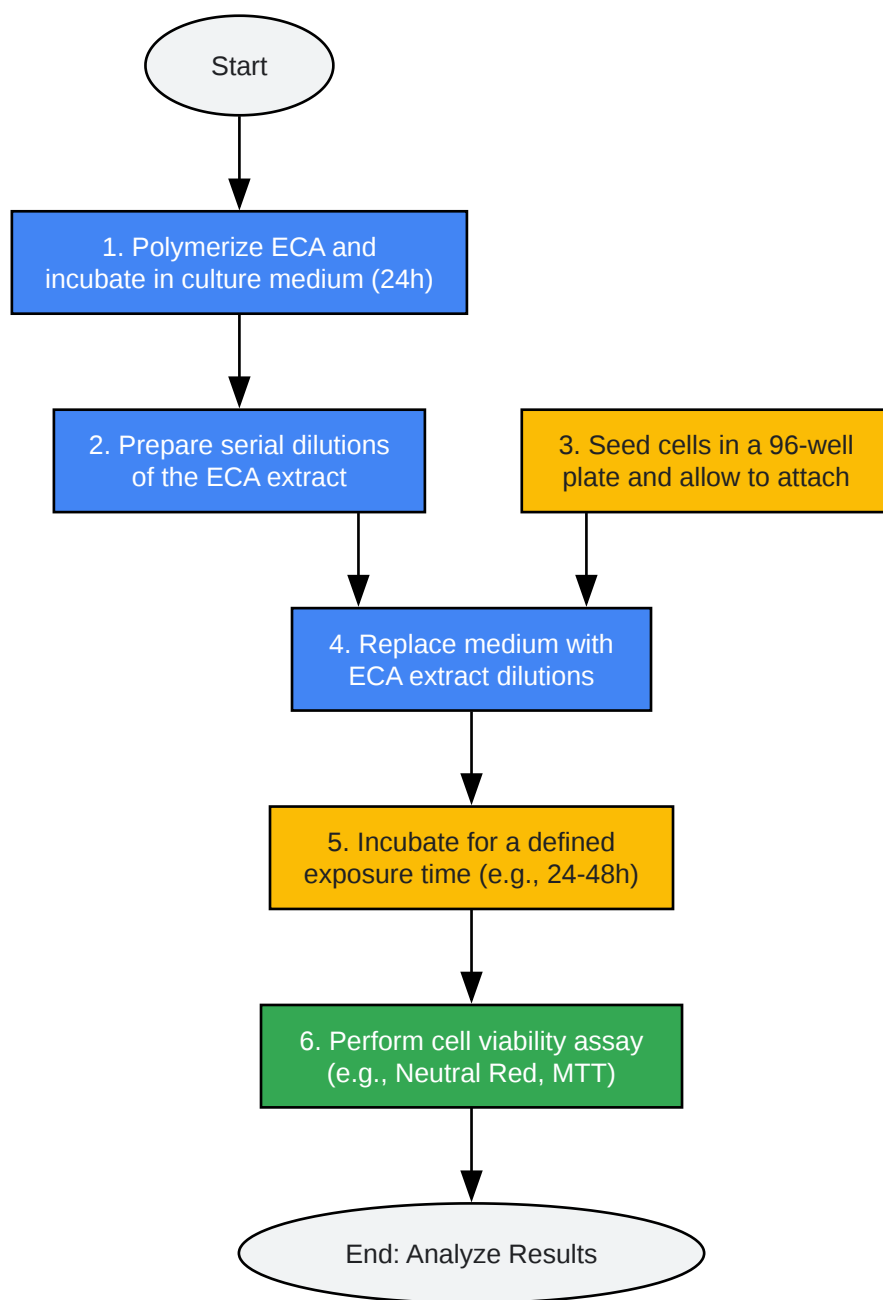 Start
1. Polymerize ECA and
incubate in culture medium (24h)
2. Prepare serial dilutions
of the ECA extract
3. Seed cells in a 96-well
plate and allow to attach
4. Replace medium with
ECA extract dilutions
5. Incubate for a defined
exposure time (e.g., 24-48h)
6. Perform cell viability assay
(e.g., Neutral Red, MTT)
End: Analyze Results